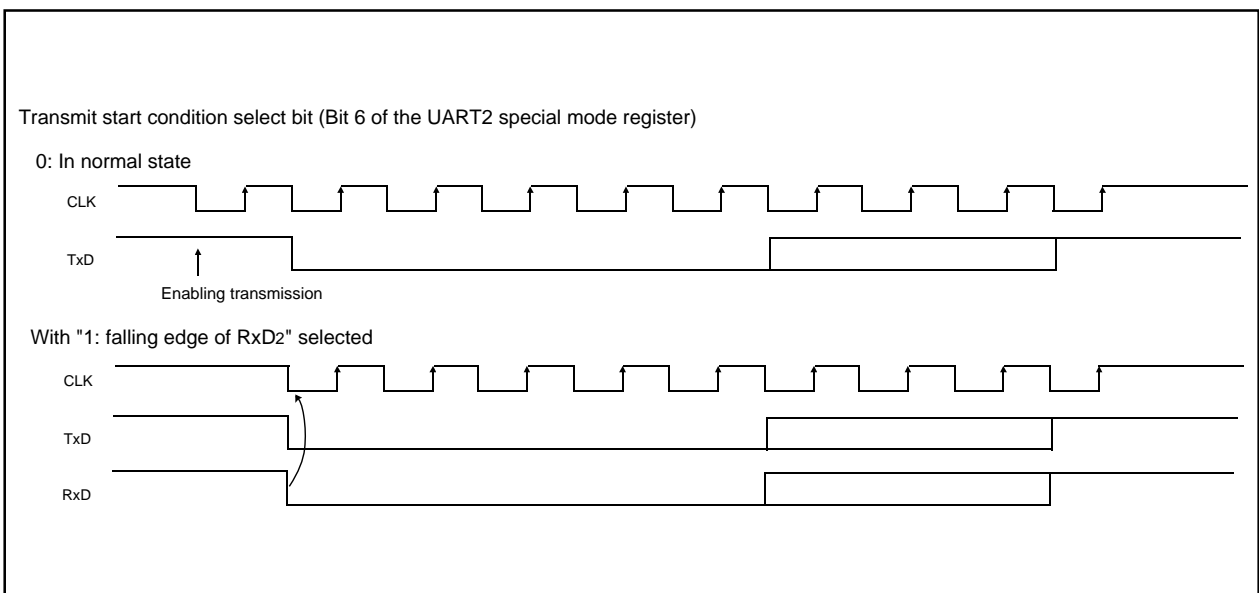 Transmit start condition select bit (Bit 6 of the UART2 special mode register)
0: In normal state
CLK
TxD
Enabling transmission
With "1: falling edge of RxD2" selected
CLK
TxD
RxD